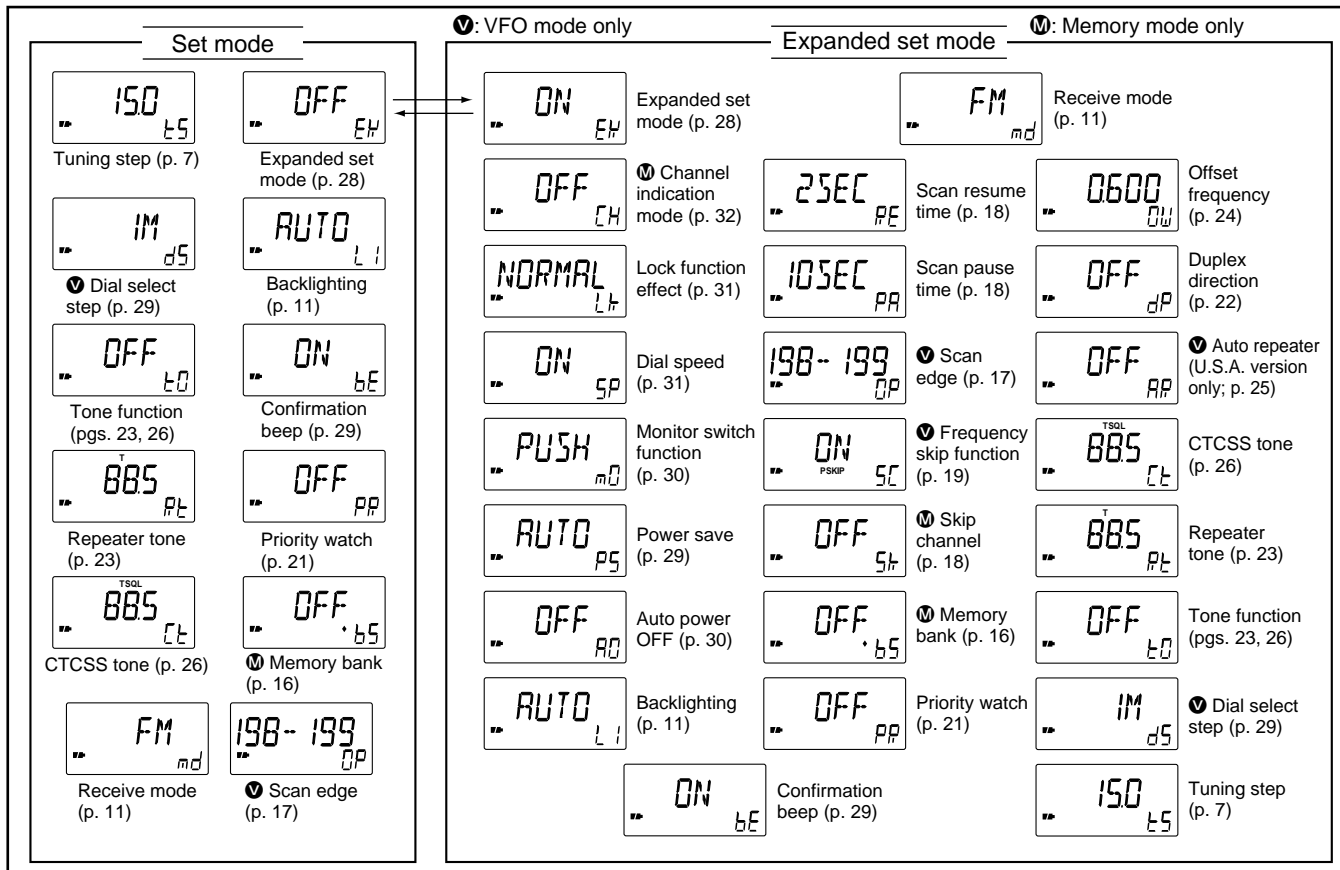 Ⓥ: VFO mode only
Ⓜ: Memory mode only
Set mode
15.0
tS
Tuning step (p. 7)
OFF
EX
Expanded set
mode (p. 28)
1M
dS
Ⓥ Dial select
step (p. 29)
AUTO
LI
Backlighting
(p. 11)
OFF
tO
Tone function
(pgs. 23, 26)
ON
bE
Confirmation
beep (p. 29)
T
88.5
Rt
Repeater tone
(p. 23)
OFF
PR
Priority watch
(p. 21)
TSQL
88.5
Ct
CTCSS tone (p. 26)
OFF
bS
Ⓜ Memory bank
(p. 16)
FM
md
Receive mode
(p. 11)
198- 199
OP
Ⓥ Scan edge
(p. 17)
Expanded set mode
ON
EX
Expanded set
mode (p. 28)
FM
md
Receive mode
(p. 11)
OFF
CH
Ⓜ Channel
indication
mode (p. 32)
2SEC
RE
Scan resume
time (p. 18)
0.600
OW
Offset
frequency
(p. 24)
NORMAL
Lk
Lock function
effect (p. 31)
10SEC
PA
Scan pause
time (p. 18)
OFF
dP
Duplex
direction
(p. 22)
ON
SP
Dial speed
(p. 31)
198- 199
OP
Ⓥ Scan
edge (p. 17)
OFF
AR
Ⓥ Auto repeater
(U.S.A. version
only; p. 25)
PUSH
mO
Monitor switch
function
(p. 30)
ON
PSKIP
SC
Ⓥ Frequency
skip function
(p. 19)
TSQL
88.5
Ct
CTCSS tone
(p. 26)
AUTO
PS
Power save
(p. 29)
OFF
Sk
Ⓜ Skip
channel
(p. 18)
T
88.5
Rt
Repeater
tone (p. 23)
OFF
AO
Auto power
OFF (p. 30)
OFF
bS
Ⓜ Memory
bank (p. 16)
OFF
tO
Tone function
(pgs. 23, 26)
AUTO
LI
Backlighting
(p. 11)
OFF
PR
Priority watch
(p. 21)
1M
dS
Ⓥ Dial select
step (p. 29)
ON
bE
Confirmation
beep (p. 29)
15.0
tS
Tuning step
(p. 7)